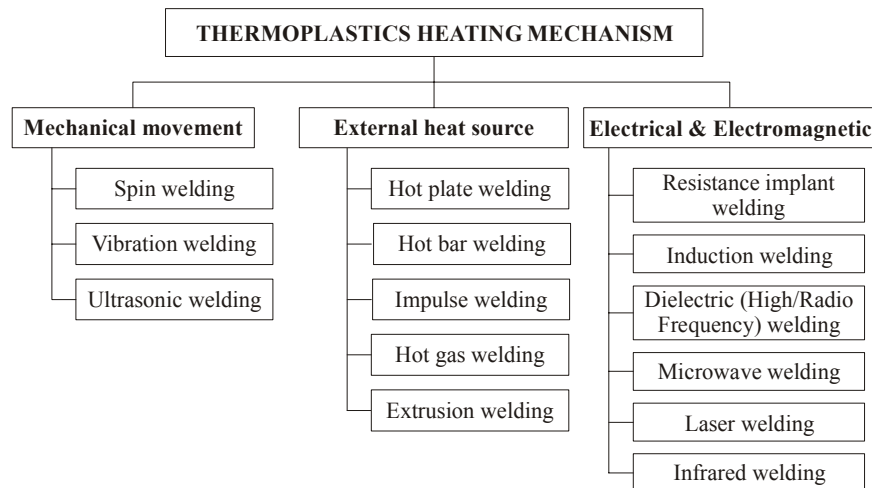 THERMOPLASTICS HEATING MECHANISM
Mechanical movement
Spin welding
Vibration welding
Ultrasonic welding
External heat source
Hot plate welding
Hot bar welding
Impulse welding
Hot gas welding
Extrusion welding
Electrical & Electromagnetic
Resistance implant
welding
Induction welding
Dielectric (High/Radio
Frequency) welding
Microwave welding
Laser welding
Infrared welding